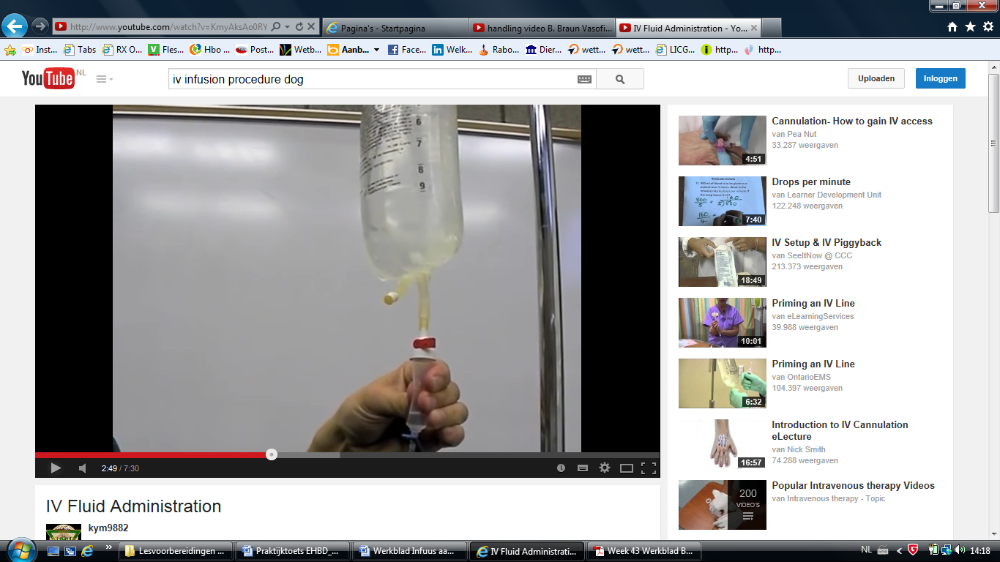 http://www.youtube.com/watch?v=KmyAksAo0RY
Pagina's - Startpagina
handling video B. Braun Vasofi...
IV Fluid Administration - Yo...
Inst...
Tabs
RX O...
Fles...
Hbo ...
Post...
Wetb...
Aanb...
Face...
Welk...
Rabo...
Dier...
wett...
wett...
LICG...
http...
http...
YouTube NL
iv infusion procedure dog
Uploaden
Inloggen
6
7
8
9
2:49 / 7:30
IV Fluid Administration
kym9882
4:51
Cannulation- How to gain IV access
van Pea Nut
33.287 weergaven
7:40
Drops per minute
van Learner Development Unit
122.248 weergaven
18:49
IV Setup & IV Piggyback
van SeeItNow @ CCC
213.373 weergaven
10:01
Priming an IV Line
van eLearningServices
39.988 weergaven
6:32
Priming an IV Line
van OntarioEMS
104.397 weergaven
16:57
Introduction to IV Cannulation
eLecture
van Nick Smith
74.288 weergaven
200
VIDEO'S
Popular Intravenous therapy Videos
van Intravenous therapy - Topic
Lesvoorbereidingen ...
Praktijktoets EHBD_...
Werkblad Infuus aa...
IV Fluid Administrati...
Week 43 Werkblad B...
NL
14:18